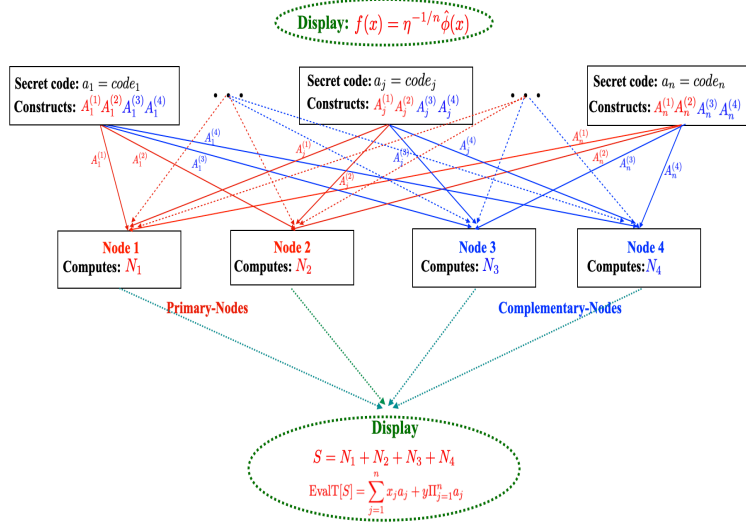 Display: f(x) = η^{-1/n} φ̂(x)
Secret code: a_1 = code_1
Constructs: A_1^{(1)} A_1^{(2)} A_1^{(3)} A_1^{(4)}
• • •
Secret code: a_j = code_j
Constructs: A_j^{(1)} A_j^{(2)} A_j^{(3)} A_j^{(4)}
• • •
Secret code: a_n = code_n
Constructs: A_n^{(1)} A_n^{(2)} A_n^{(3)} A_n^{(4)}
A_1^{(1)}
A_1^{(2)}
A_1^{(3)}
A_1^{(4)}
A_j^{(1)}
A_j^{(2)}
A_j^{(3)}
A_j^{(4)}
A_n^{(1)}
A_n^{(2)}
A_n^{(3)}
A_n^{(4)}
Node 1
Computes: N_1
Node 2
Computes: N_2
Node 3
Computes: N_3
Node 4
Computes: N_4
Primary-Nodes
Complementary-Nodes
Display
S = N_1 + N_2 + N_3 + N_4
EvalT[S] = ∑_{j=1}^{n} x_j a_j + yΠ_{j=1}^{n} a_j